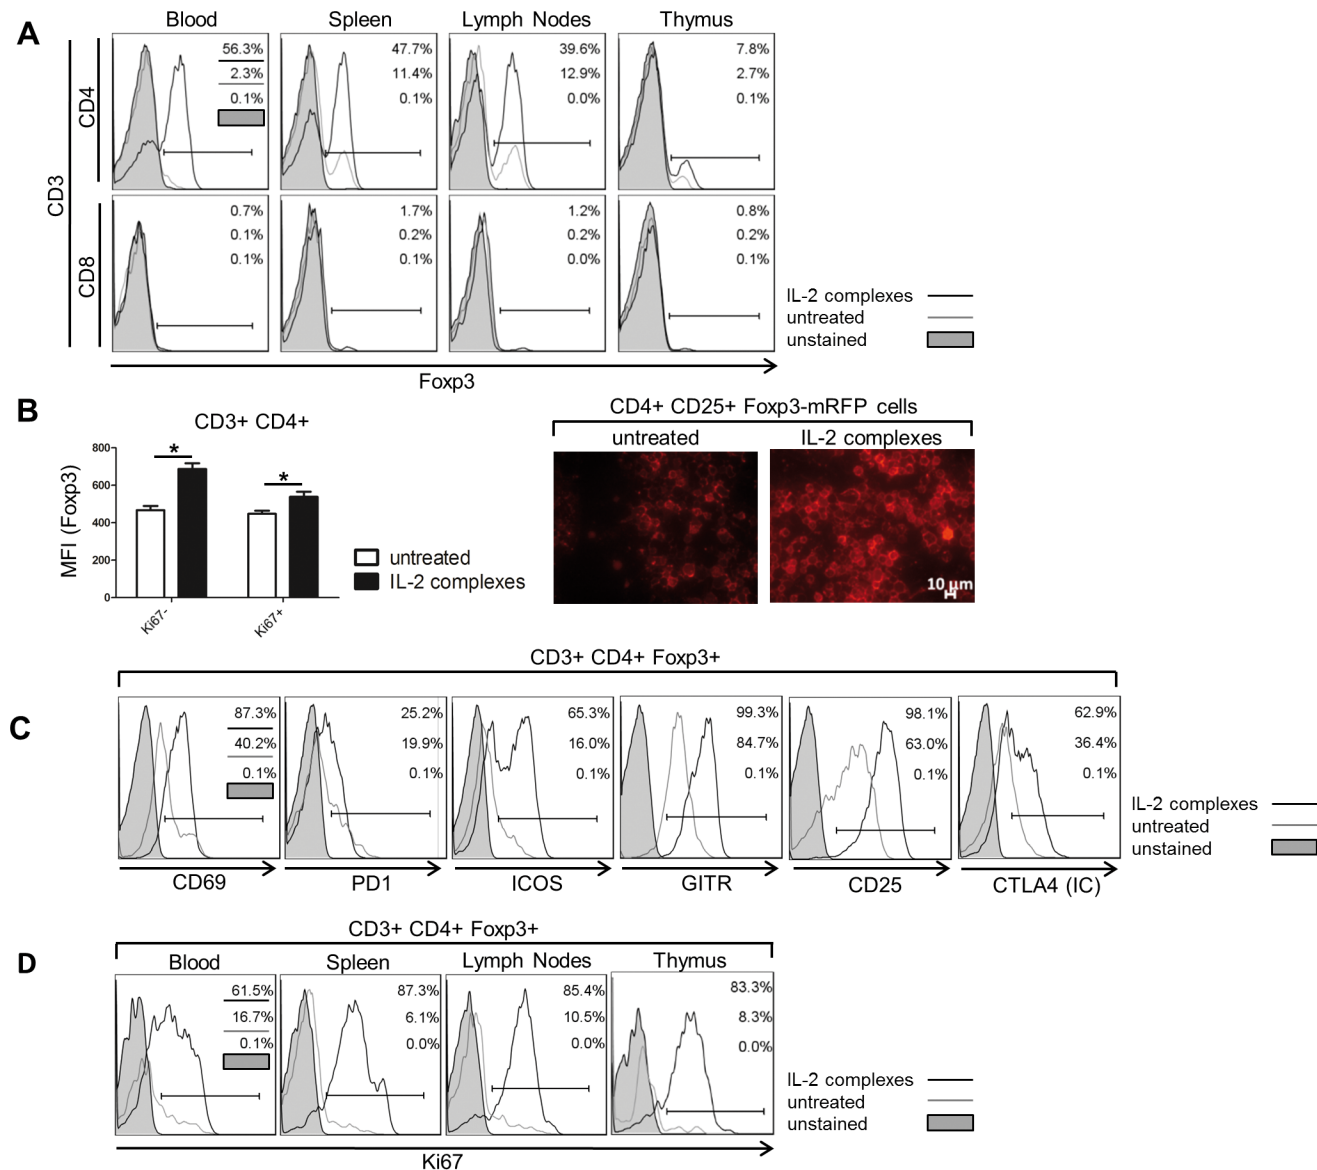 A
Blood Spleen Lymph Nodes Thymus
CD3
CD4
56.3% 47.7% 39.6% 7.8%
2.3% 11.4% 12.9% 2.7%
0.1% 0.1% 0.0% 0.1%
CD8
0.7% 1.7% 1.2% 0.8%
0.1% 0.2% 0.2% 0.2%
0.1% 0.1% 0.0% 0.1%
IL-2 complexes
untreated
unstained
Foxp3
B
CD3+ CD4+
MFI (Foxp3)
800
600
400
200
0
* *
Ki67- Ki67+
untreated
IL-2 complexes
CD4+ CD25+ Foxp3-mRFP cells
untreated IL-2 complexes
10 µm
C
CD3+ CD4+ Foxp3+
87.3% 25.2% 65.3% 99.3% 98.1% 62.9%
40.2% 19.9% 16.0% 84.7% 63.0% 36.4%
0.1% 0.1% 0.1% 0.1% 0.1% 0.1%
CD69 PD1 ICOS GITR CD25 CTLA4 (IC)
IL-2 complexes
untreated
unstained
D
CD3+ CD4+ Foxp3+
Blood Spleen Lymph Nodes Thymus
61.5% 87.3% 85.4% 83.3%
16.7% 6.1% 10.5% 8.3%
0.1% 0.0% 0.0% 0.0%
IL-2 complexes
untreated
unstained
Ki67